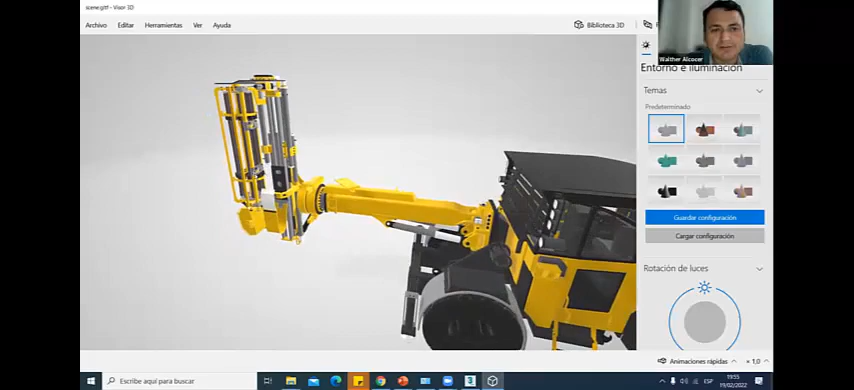 scene.gltf - Visor 3D
Archivo Editar Herramientas Ver Ayuda
Biblioteca 3D
Walther Alcocer
Entorno e iluminación
Temas
Predeterminado
Guardar configuración
Cargar configuración
Rotación de luces
Animaciones rápidas × 1,0
Escribe aquí para buscar
ESP
19:55
19/02/2022